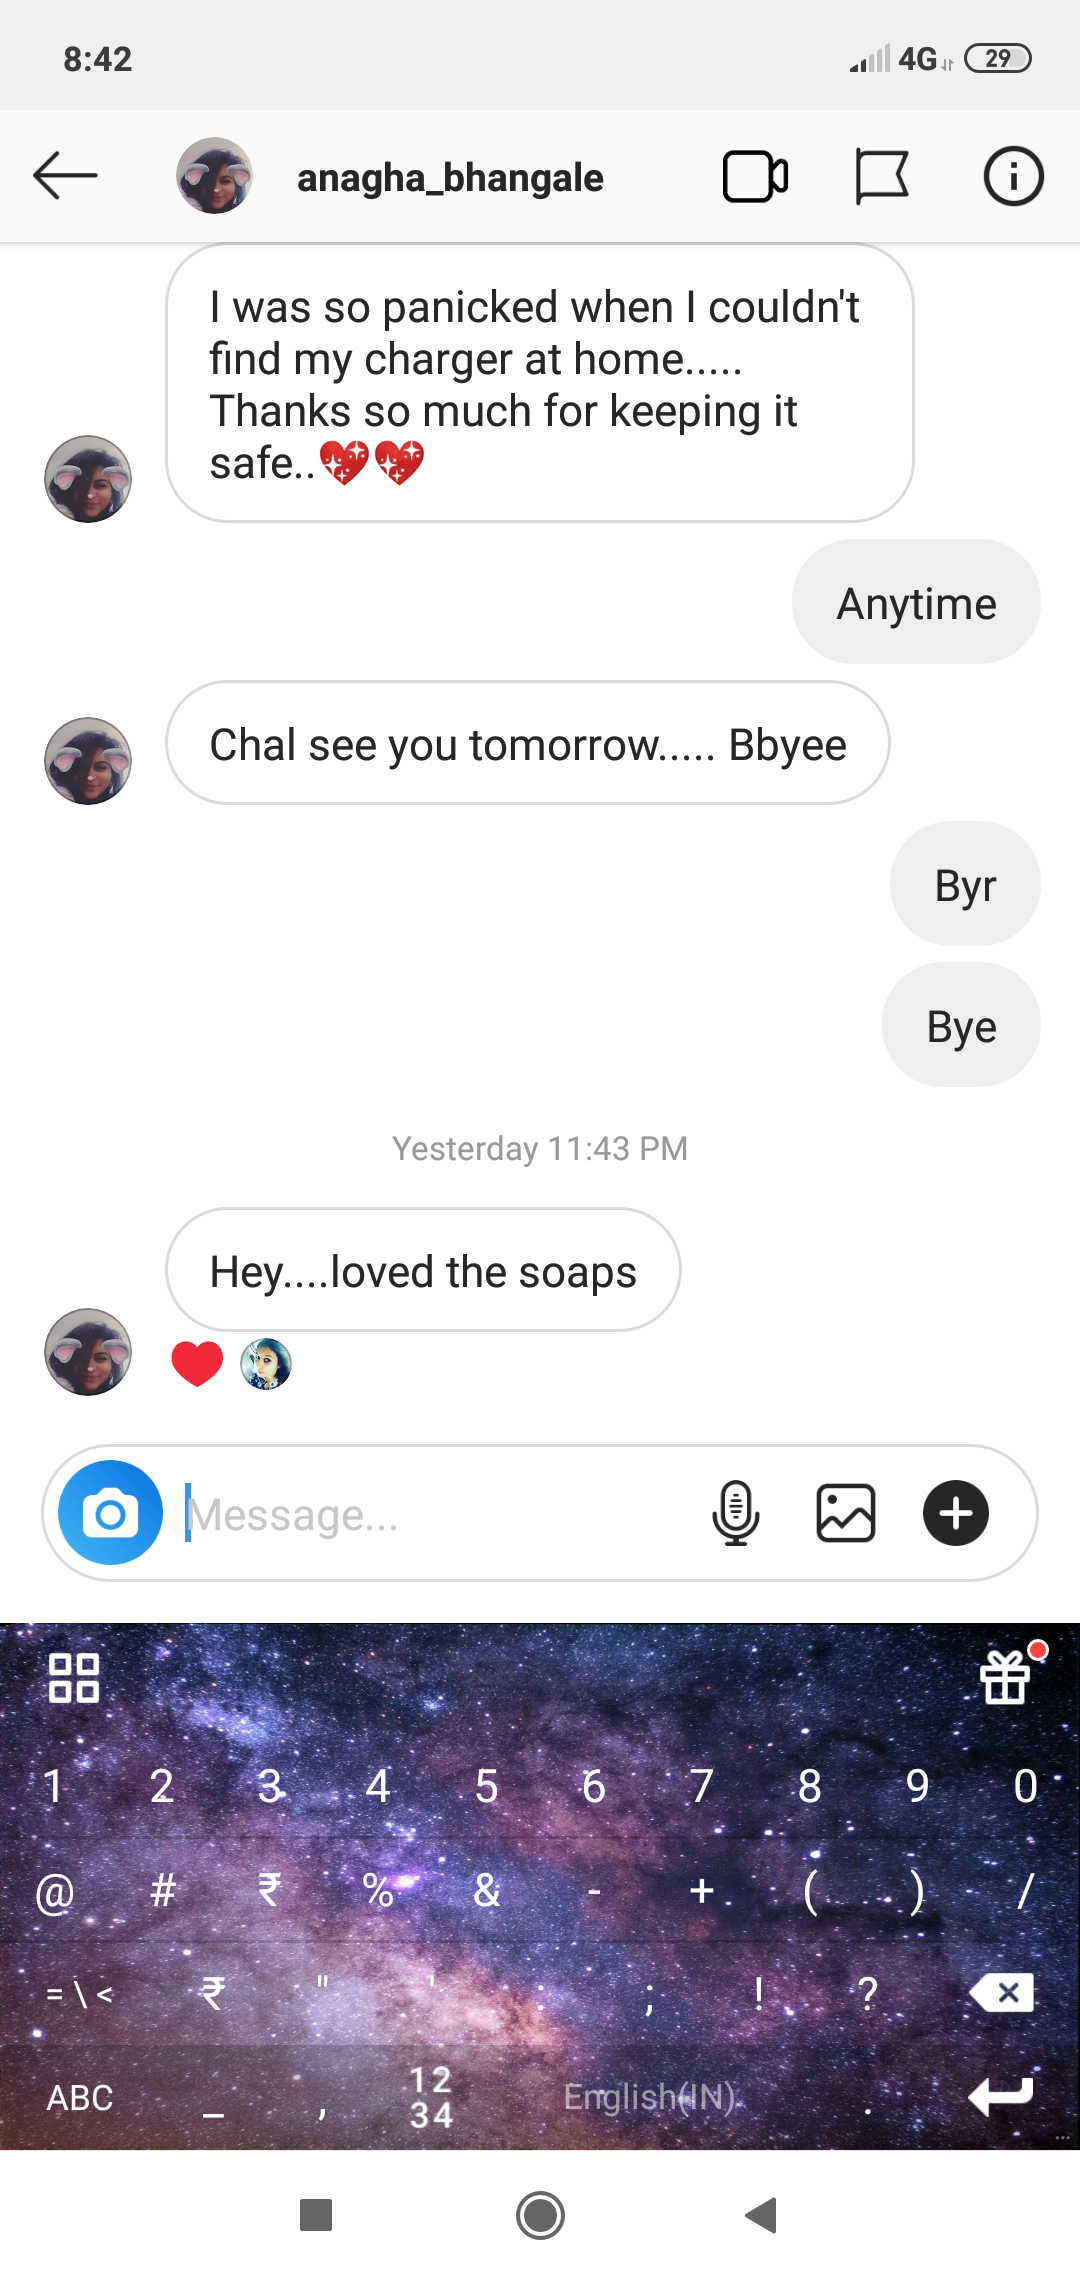 8:42
4G 29
anagha_bhangale
I was so panicked when I couldn't
find my charger at home.....
Thanks so much for keeping it
safe..💖💖
Anytime
Chal see you tomorrow..... Bbyee
Byr
Bye
Yesterday 11:43 PM
Hey....loved the soaps
Message...
1 2 3 4 5 6 7 8 9 0
@ # ₹ % & - + ( ) /
= \ < ₹ " ' : ; ! ?
ABC _ , 12 34 English(IN) .